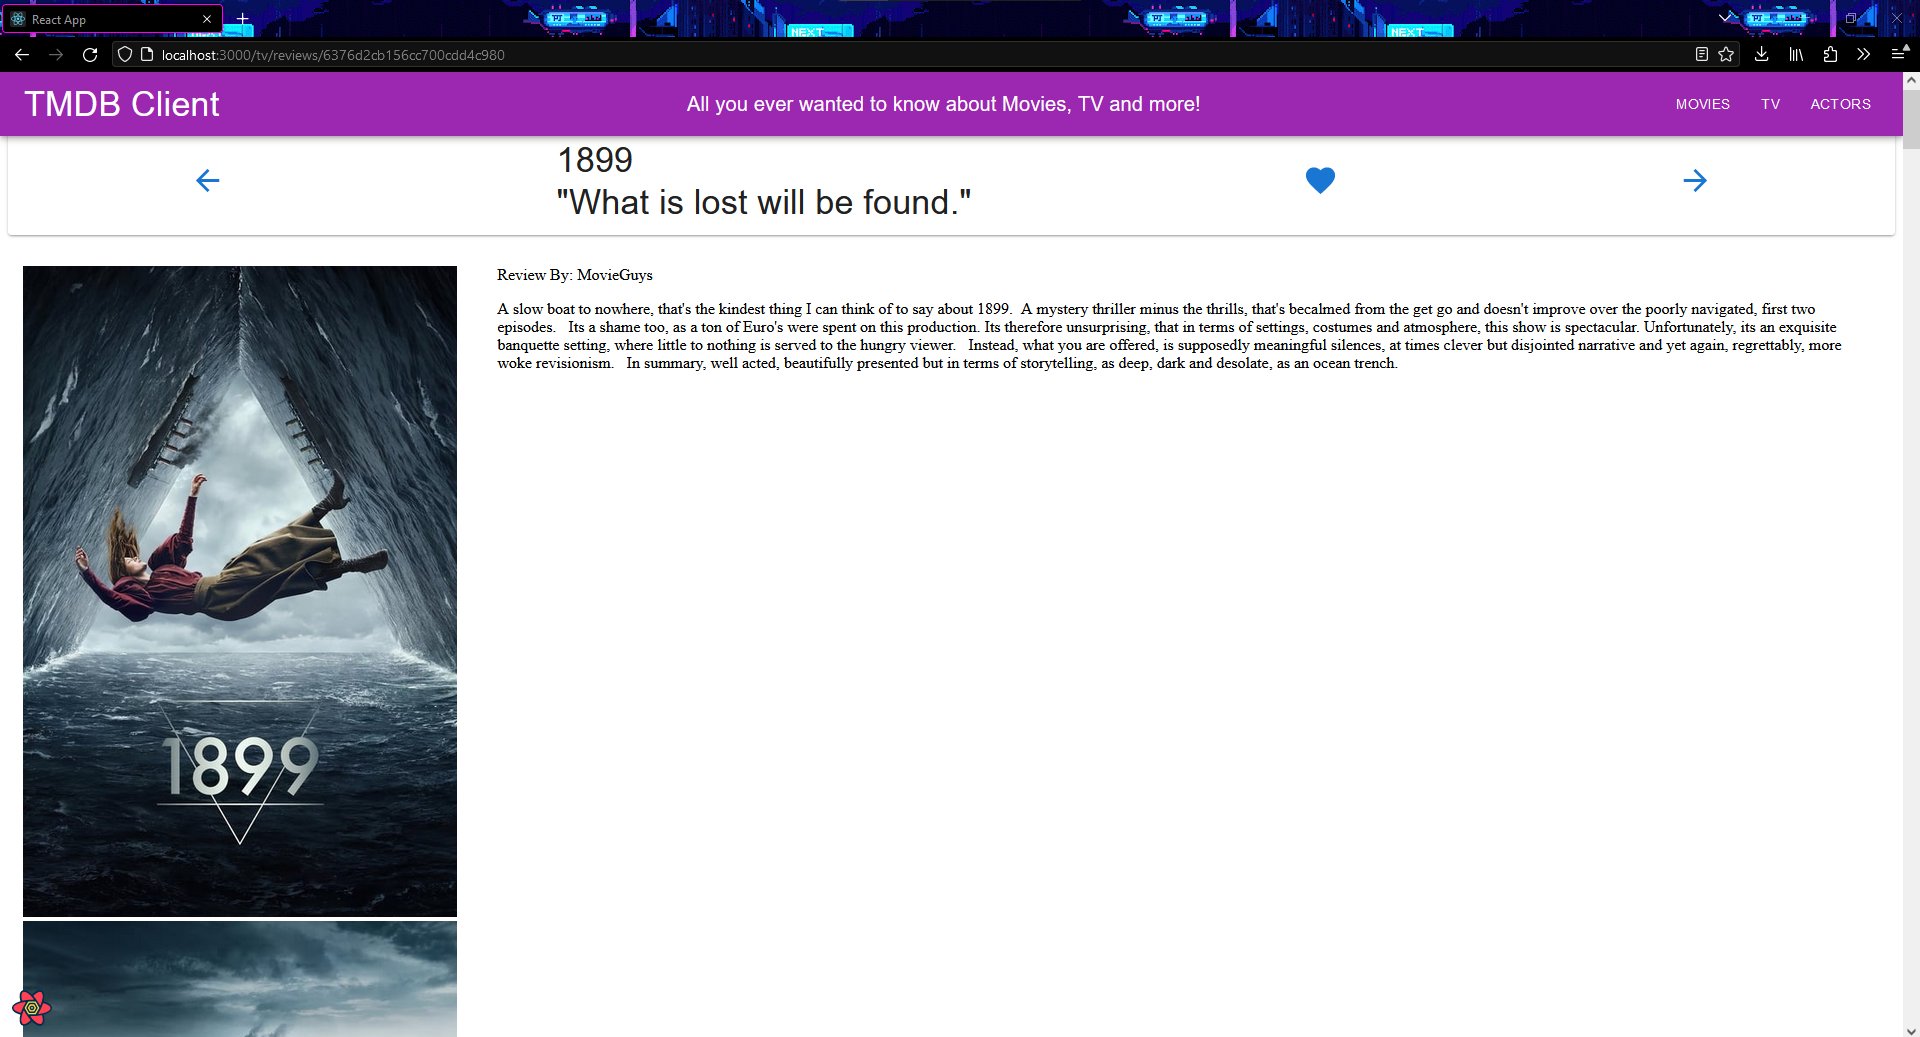 React App
NEXT
NEXT
localhost:3000/tv/reviews/6376d2cb156cc700cdd4c980
TMDB Client
All you ever wanted to know about Movies, TV and more!
MOVIES TV ACTORS
1899
"What is lost will be found."
Review By: MovieGuys
A slow boat to nowhere, that's the kindest thing I can think of to say about 1899.  A mystery thriller minus the thrills, that's becalmed from the get go and doesn't improve over the poorly navigated, first two
episodes.   Its a shame too, as a ton of Euro's were spent on this production. Its therefore unsurprising, that in terms of settings, costumes and atmosphere, this show is spectacular. Unfortunately, its an exquisite
banquette setting, where little to nothing is served to the hungry viewer.   Instead, what you are offered, is supposedly meaningful silences, at times clever but disjointed narrative and yet again, regrettably, more
woke revisionism.   In summary, well acted, beautifully presented but in terms of storytelling, as deep, dark and desolate, as an ocean trench.
1899